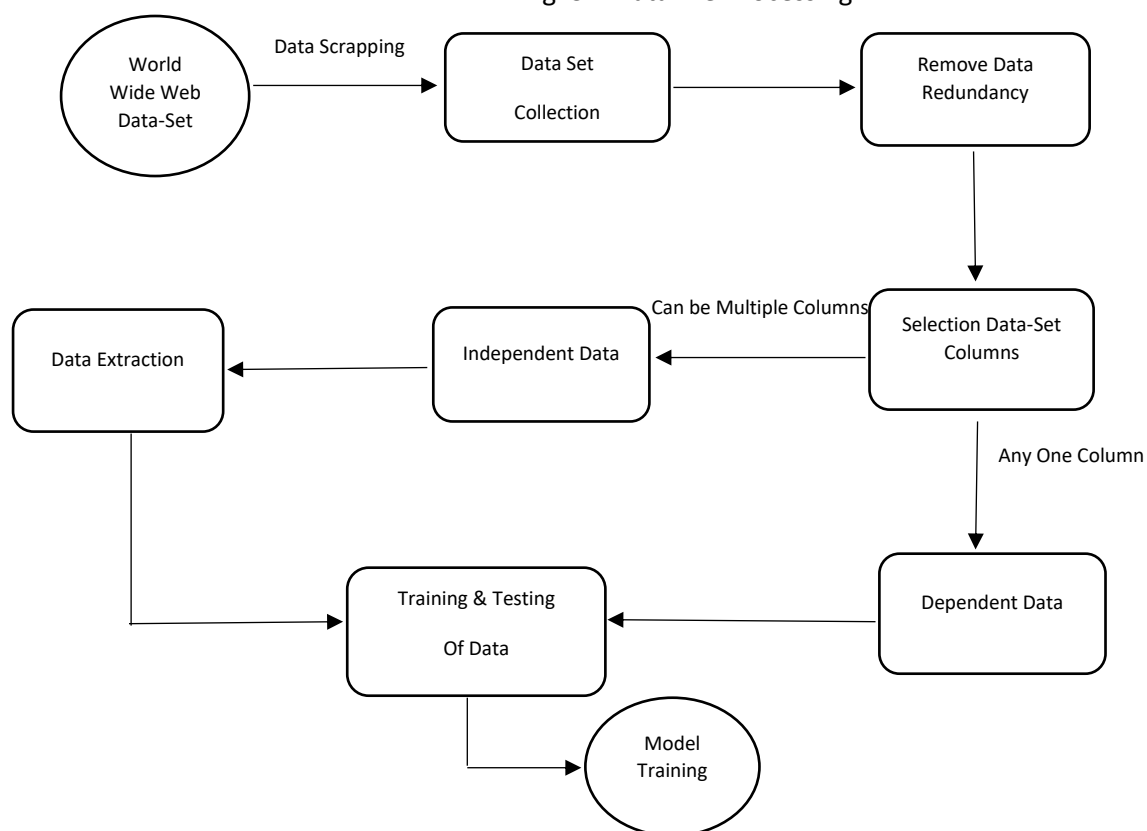 World
Wide Web
Data-Set
Data Scrapping
Data Set
Collection
Remove Data
Redundancy
Can be Multiple Columns
Selection Data-Set
Columns
Independent Data
Data Extraction
Any One Column
Dependent Data
Training & Testing
Of Data
Model
Training